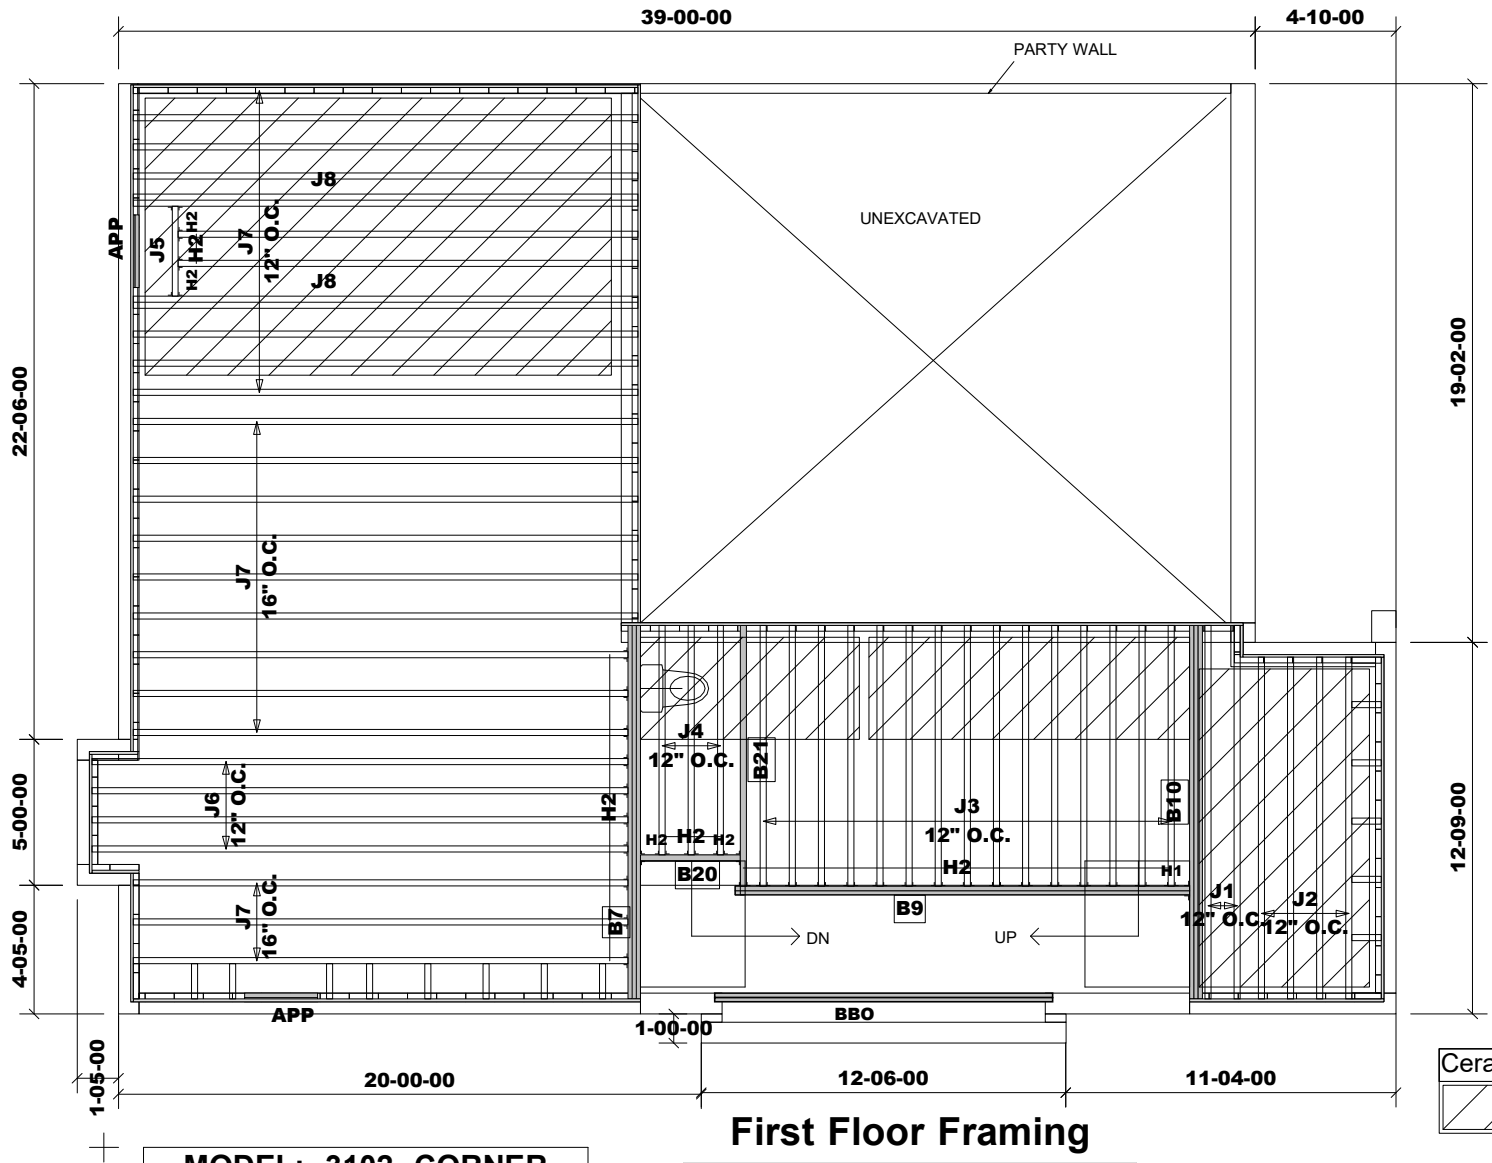 39-00-00
4-10-00
PARTY WALL
J8
UNEXCAVATED
APP
J5
H2
H2
H2
J7
12" O.C.
J8
22-06-00
19-02-00
J7
16" O.C.
J4
12" O.C.
B21
J6
12" O.C.
H2
J3
12" O.C.
B10
5-00-00
12-09-00
H2
H2
H2
B20
H2
H1
J7
16" O.C.
B7
B9
J1
12" O.C.
J2
12" O.C.
4-05-00
DN
UP
APP
BBO
1-00-00
1-05-00
20-00-00
12-06-00
11-04-00
Cera
First Floor Framing
MODEL: 3102 CORNER